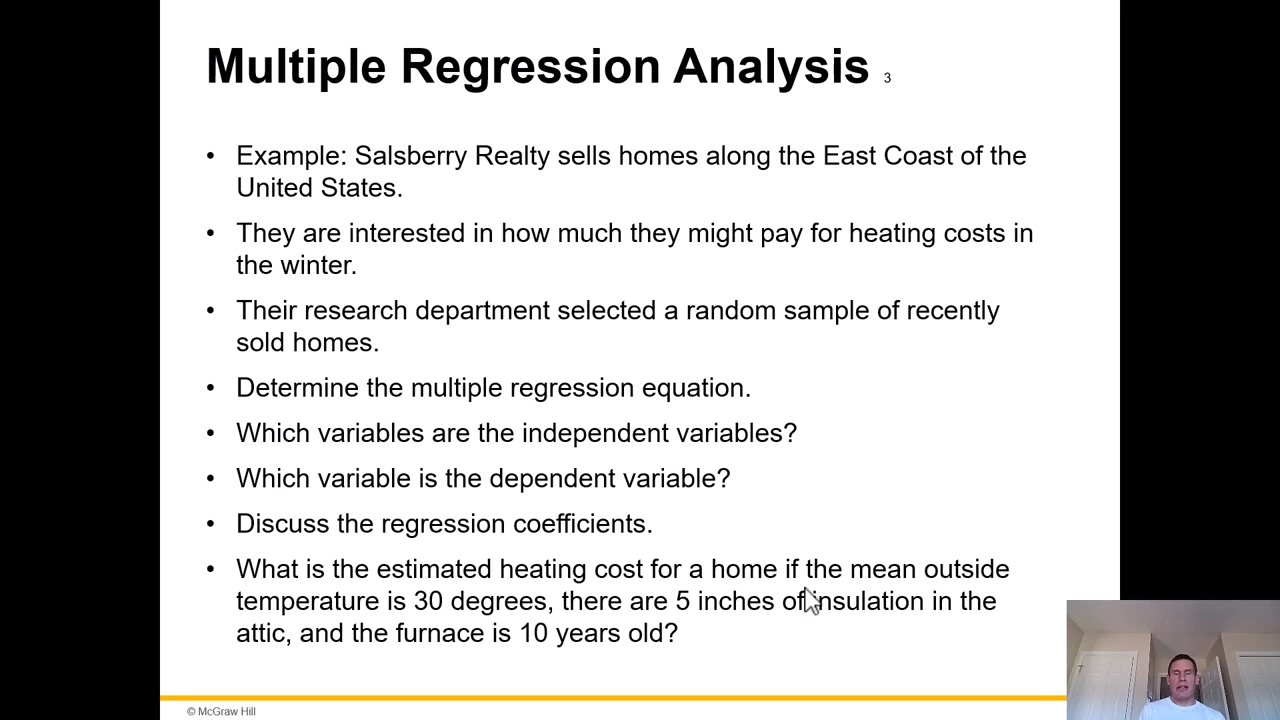 Multiple Regression Analysis 3
• Example: Salsberry Realty sells homes along the East Coast of the
United States.
• They are interested in how much they might pay for heating costs in
the winter.
• Their research department selected a random sample of recently
sold homes.
• Determine the multiple regression equation.
• Which variables are the independent variables?
• Which variable is the dependent variable?
• Discuss the regression coefficients.
• What is the estimated heating cost for a home if the mean outside
temperature is 30 degrees, there are 5 inches of insulation in the
attic, and the furnace is 10 years old?
© McGraw Hill